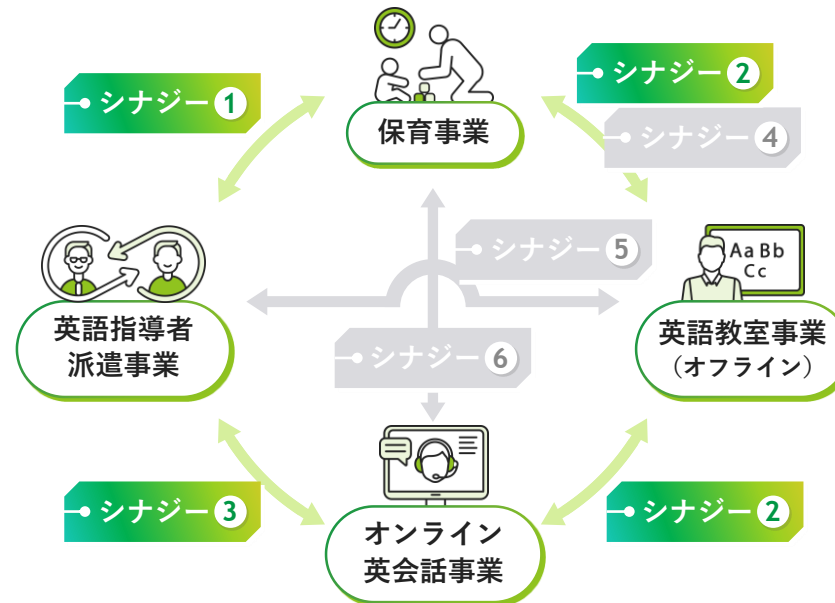 シナジー 1
シナジー 2
保育事業
シナジー 4
シナジー 5
Aa Bb
Cc
英語指導者
派遣事業
英語教室事業
（オフライン）
シナジー 6
シナジー 3
シナジー 2
オンライン
英会話事業